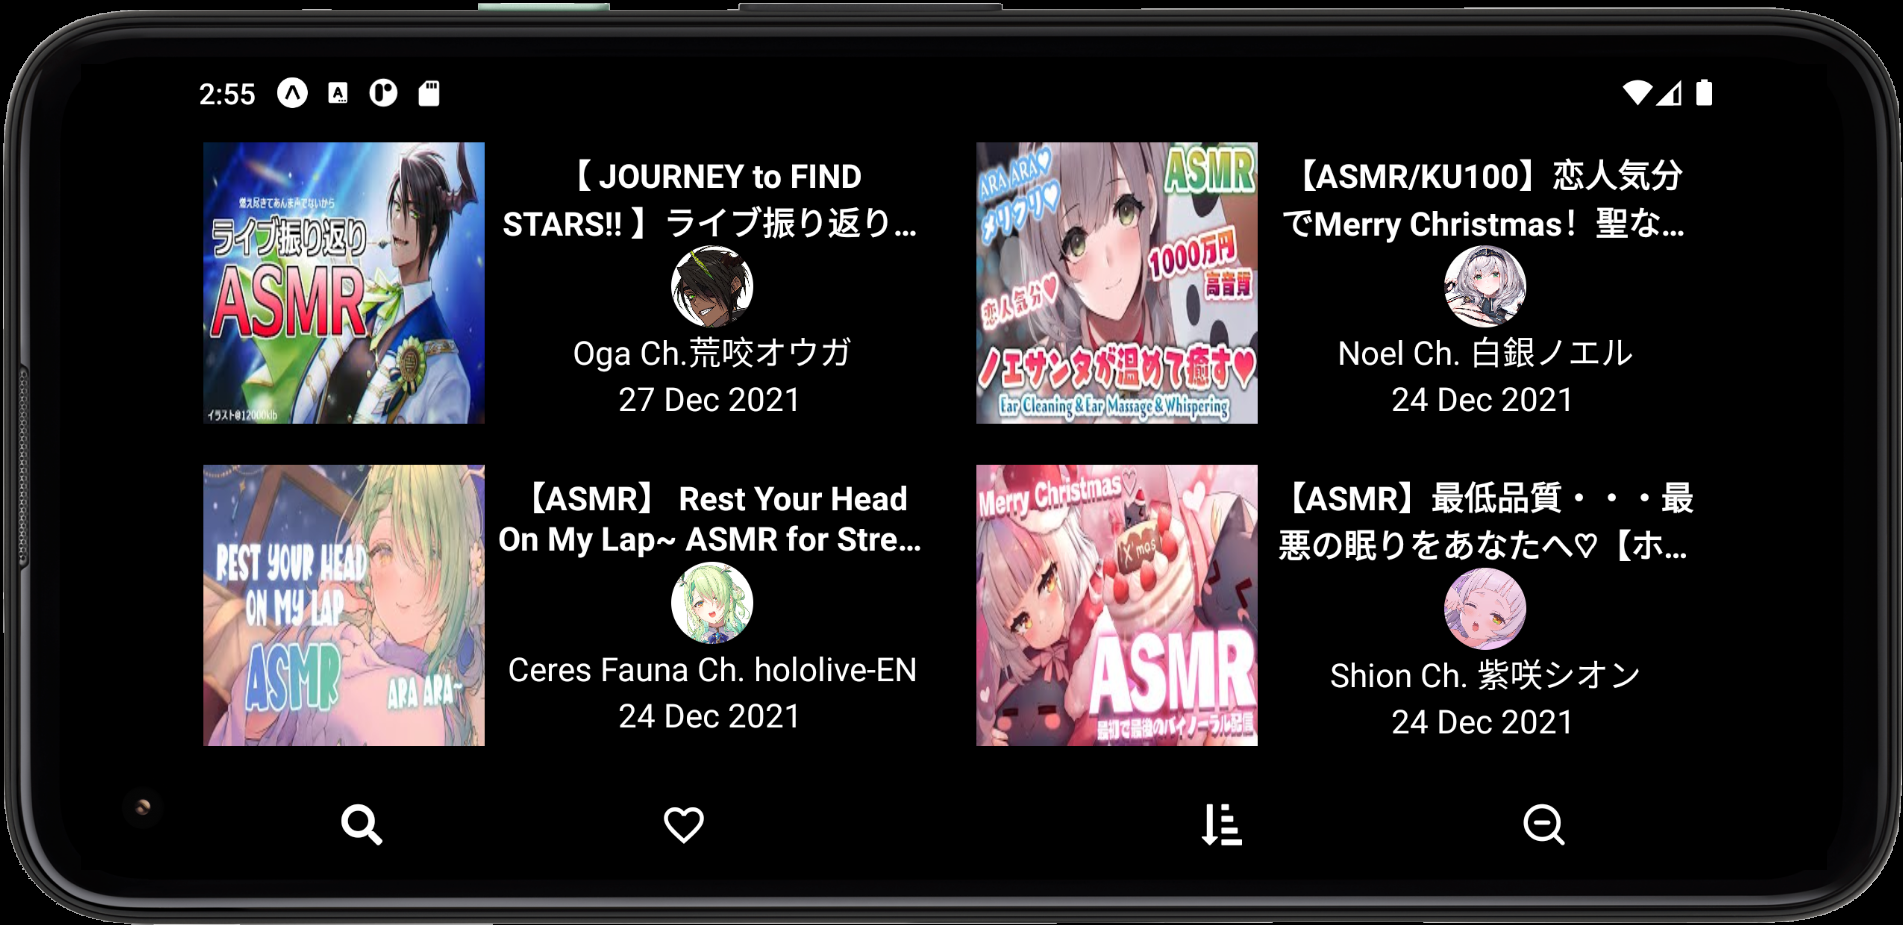 2:55
燃え尽きてあんま声でないから
ライブ振り返り
ASMR
イラスト@12000klb
【 JOURNEY to FIND
STARS!! 】ライブ振り返り...
Oga Ch.荒咬オウガ
27 Dec 2021
ARA ARA♡
メリクリ♡
ASMR
1000万円
高音質
恋人気分♥
ノエサンタが温めて癒す♥
Ear Cleaning & Ear Massage & Whispering
【ASMR/KU100】恋人気分
でMerry Christmas！聖な...
Noel Ch. 白銀ノエル
24 Dec 2021
REST YOUR HEAD
ON MY LAP
ASMR
ARA ARA~
【ASMR】 Rest Your Head
On My Lap~ ASMR for Stre...
Ceres Fauna Ch. hololive-EN
24 Dec 2021
Merry Christmas♡
X'mas
ASMR
最初で最後のバイノーラル配信
【ASMR】最低品質・・・最
悪の眠りをあなたへ♡【ホ...
Shion Ch. 紫咲シオン
24 Dec 2021